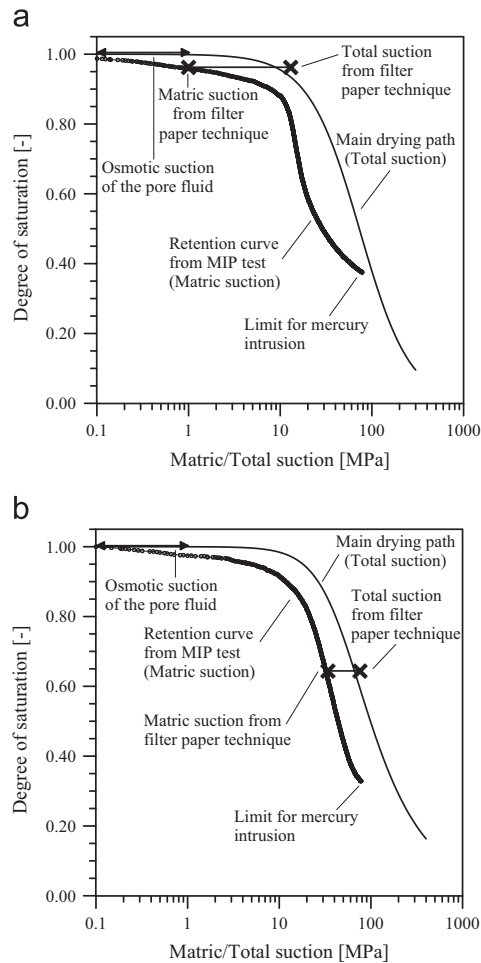 a
1.00
0.80
0.60
0.40
0.20
0.00
Degree of saturation [-]
0.1
1
10
100
1000
Matric/Total suction [MPa]
Total suction
from filter
paper technique
Matric suction
from filter
paper technique
Main drying path
(Total suction)
Osmotic suction
of the pore fluid
Retention curve
from MIP test
(Matric suction)
Limit for mercury
intrusion
b
1.00
0.80
0.60
0.40
0.20
0.00
Degree of saturation [-]
0.1
1
10
100
1000
Matric/Total suction [MPa]
Main drying path
(Total suction)
Osmotic suction
of the pore fluid
Total suction
from filter
paper technique
Retention curve
from MIP test
(Matric suction)
Matric suction from
filter paper technique
Limit for mercury
intrusion